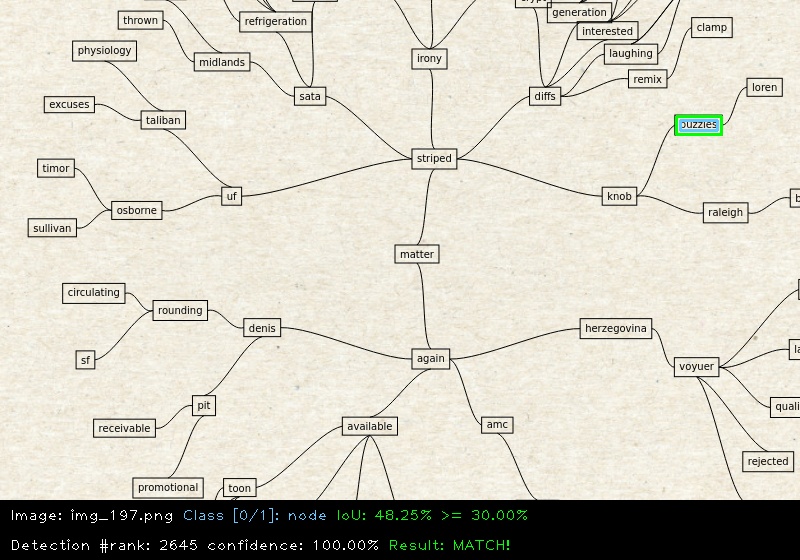 generation
thrown
refrigeration
interested
clamp
physiology
midlands
irony
laughing
remix
loren
excuses
sata
diffs
taliban
puzzles
striped
timor
uf
knob
osborne
raleigh
sullivan
matter
circulating
rounding
denis
herzegovina
sf
again
voyuer
pit
receivable
available
amc
rejected
promotional
toon
Image: img_197.png Class [0/1]: node IoU: 48.25% >= 30.00%
Detection #rank: 2645 confidence: 100.00% Result: MATCH!